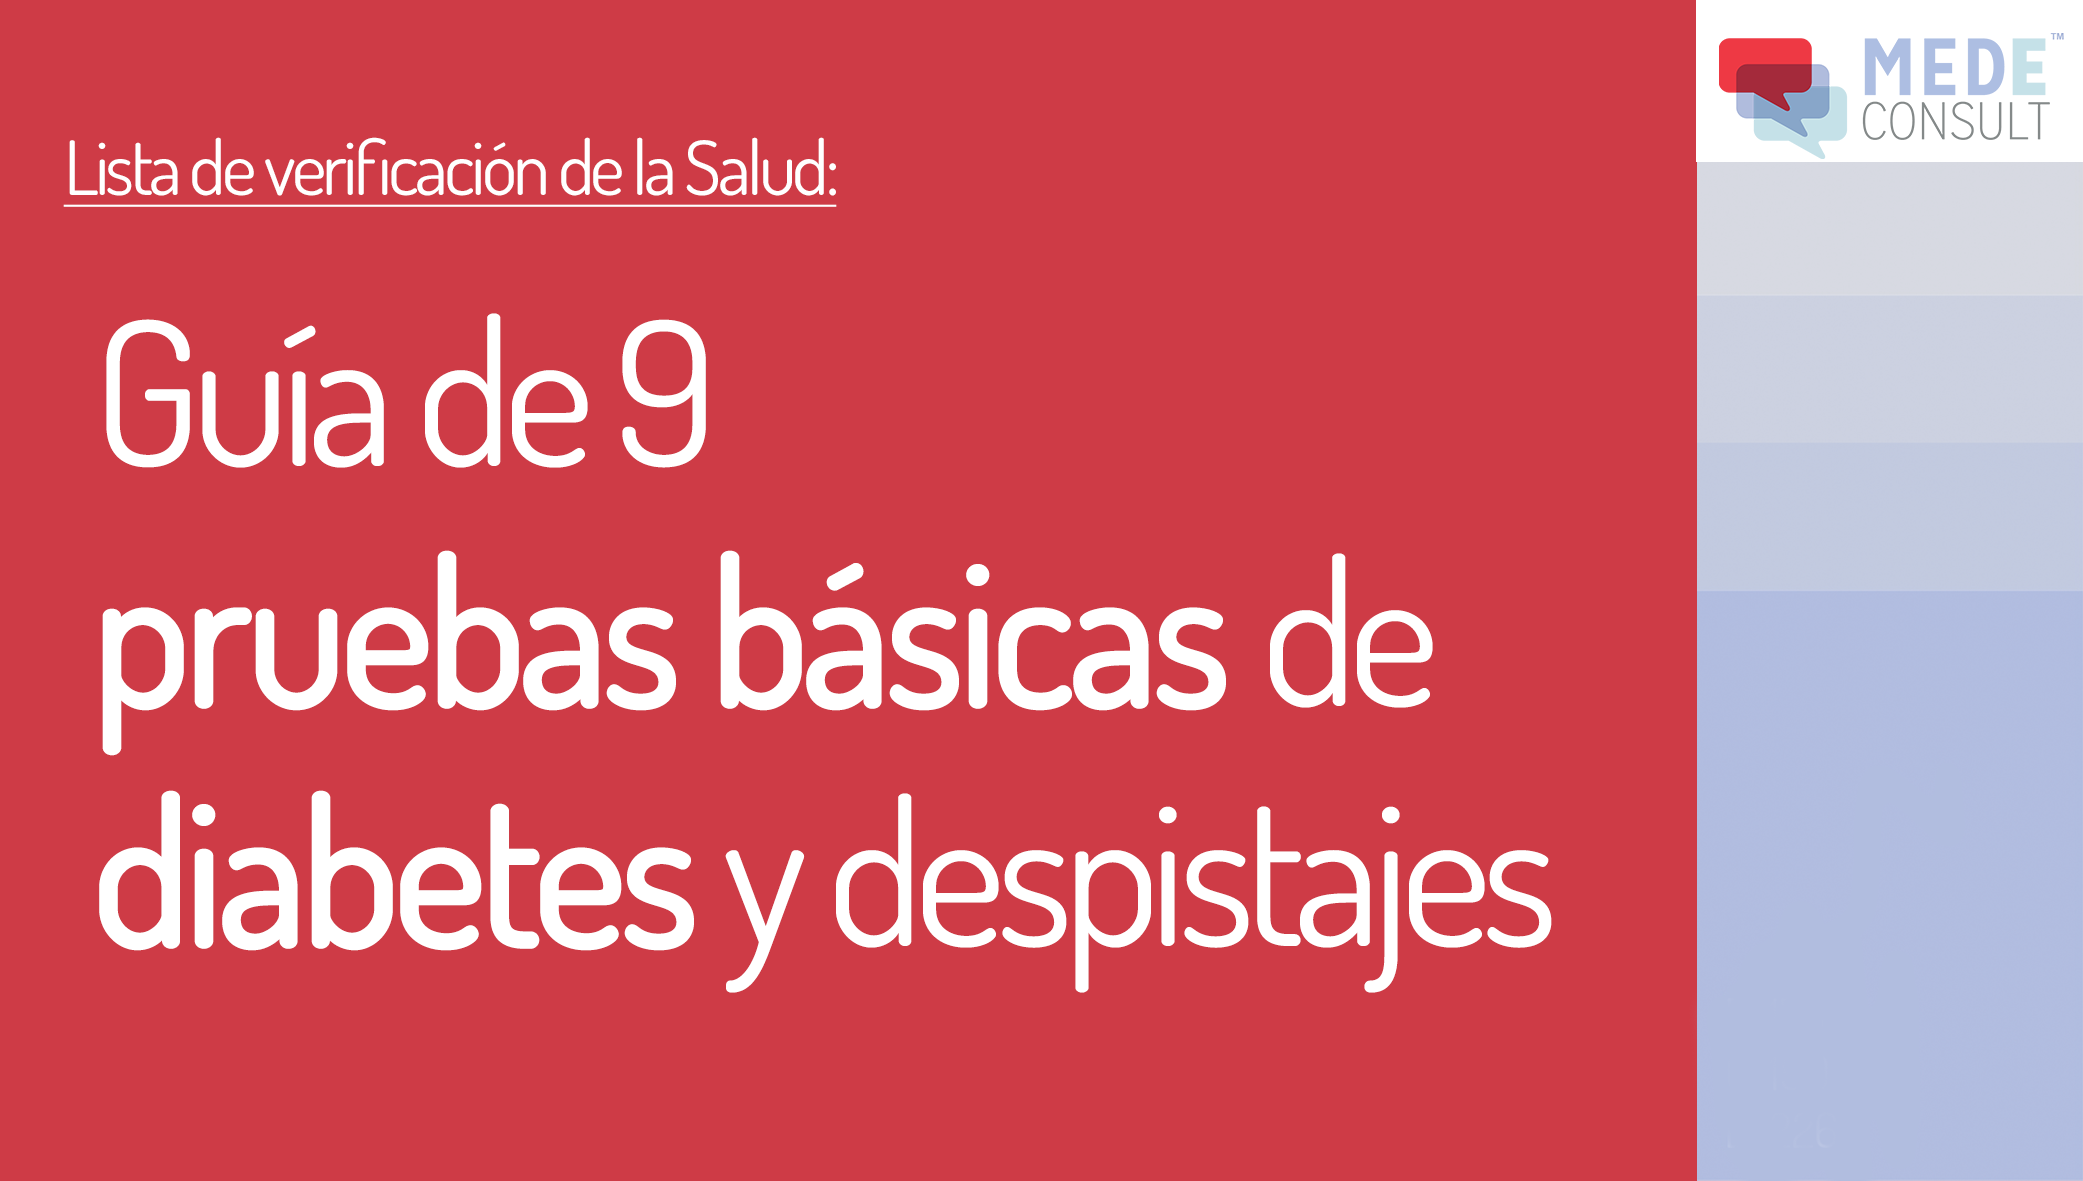 Lista de verificación de la Salud:
Guía de 9
pruebas básicas de
diabetes y despistajes
MEDE™
CONSULT